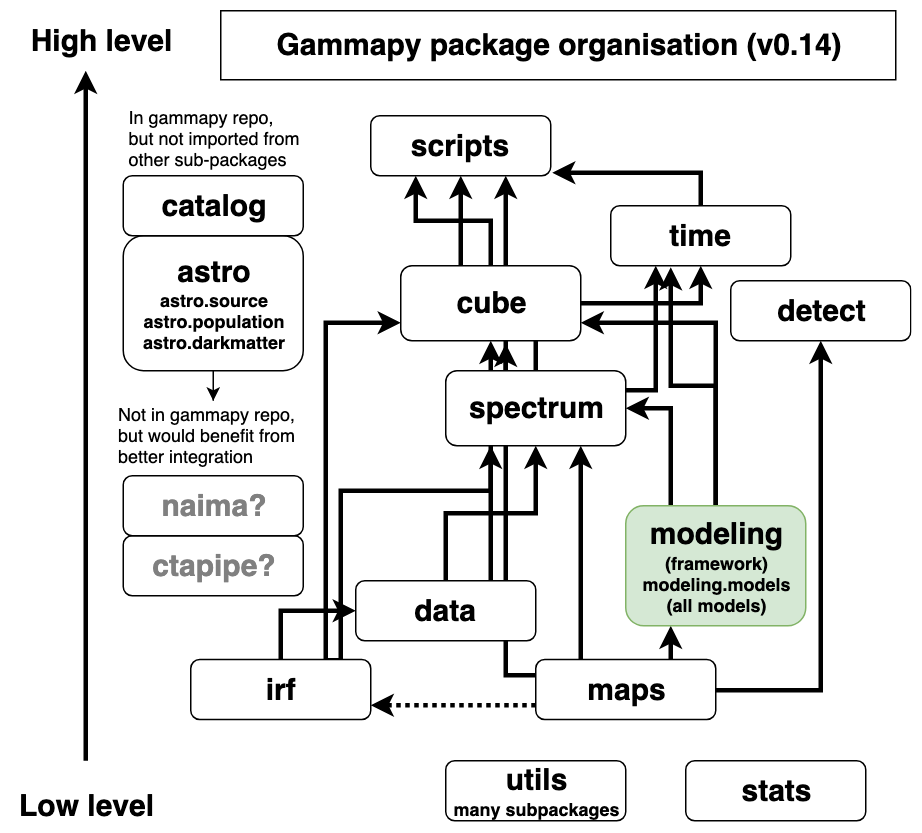 High level
Gammapy package organisation (v0.14)
In gammapy repo,
but not imported from
other sub-packages
catalog
astro
astro.source
astro.population
astro.darkmatter
Not in gammapy repo,
but would benefit from
better integration
naima?
ctapipe?
scripts
time
cube
detect
spectrum
modeling
(framework)
modeling.models
(all models)
data
irf
maps
utils
many subpackages
stats
Low level